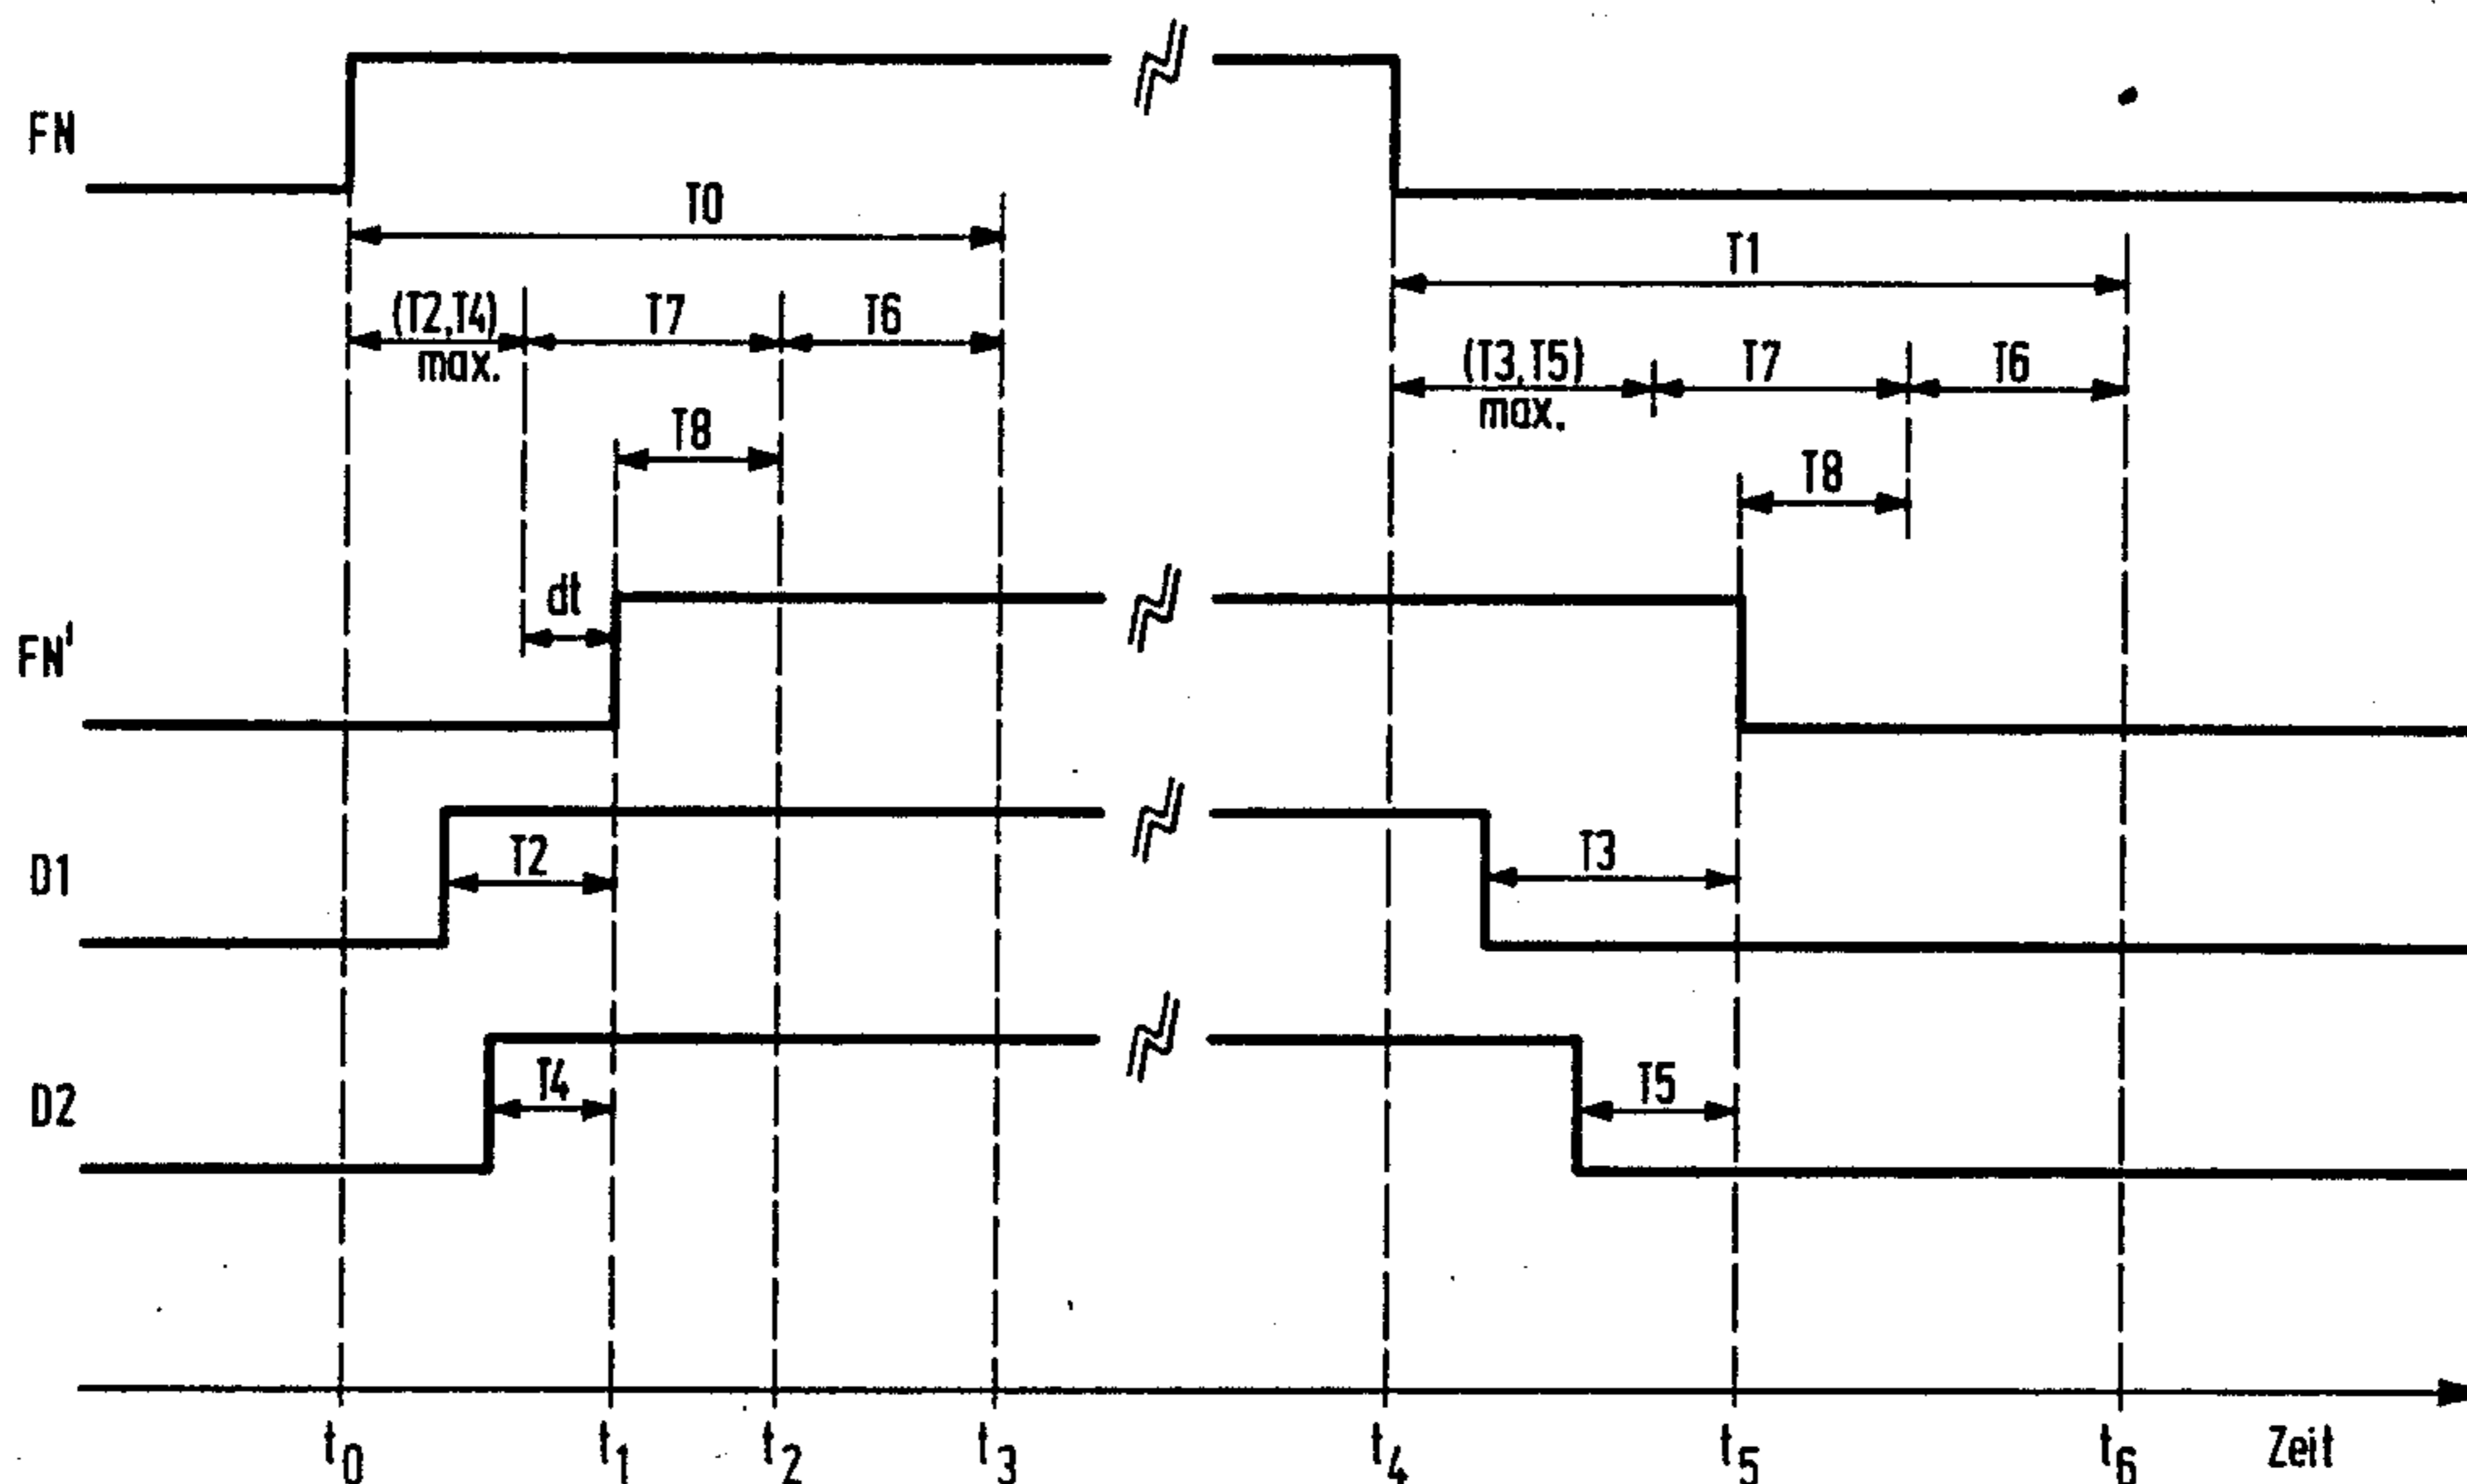 FN
T0
T1
(T2,T4) max.
T7
T6
(T3,T5) max.
T7
T6
T8
T8
dt
FN'
D1
T2
T3
D2
T4
T5
t0
t1
t2
t3
t4
t5
t6
Zeit